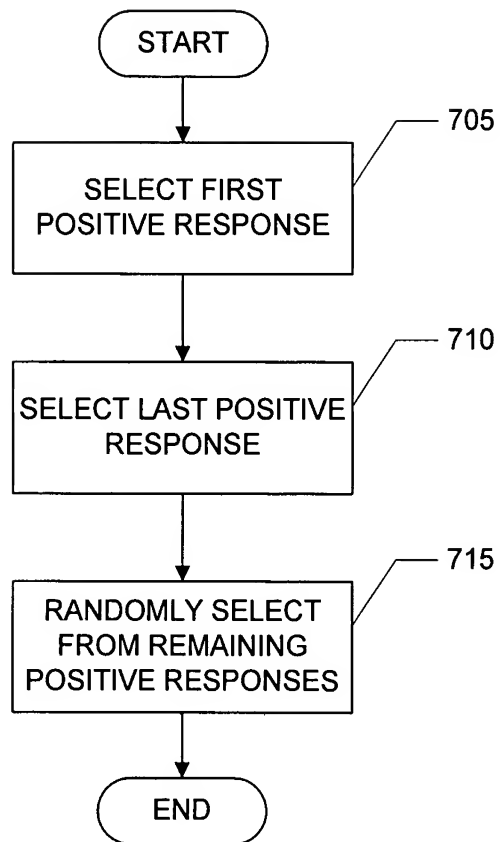 START
705
SELECT FIRST
POSITIVE RESPONSE
710
SELECT LAST POSITIVE
RESPONSE
715
RANDOMLY SELECT
FROM REMAINING
POSITIVE RESPONSES
END